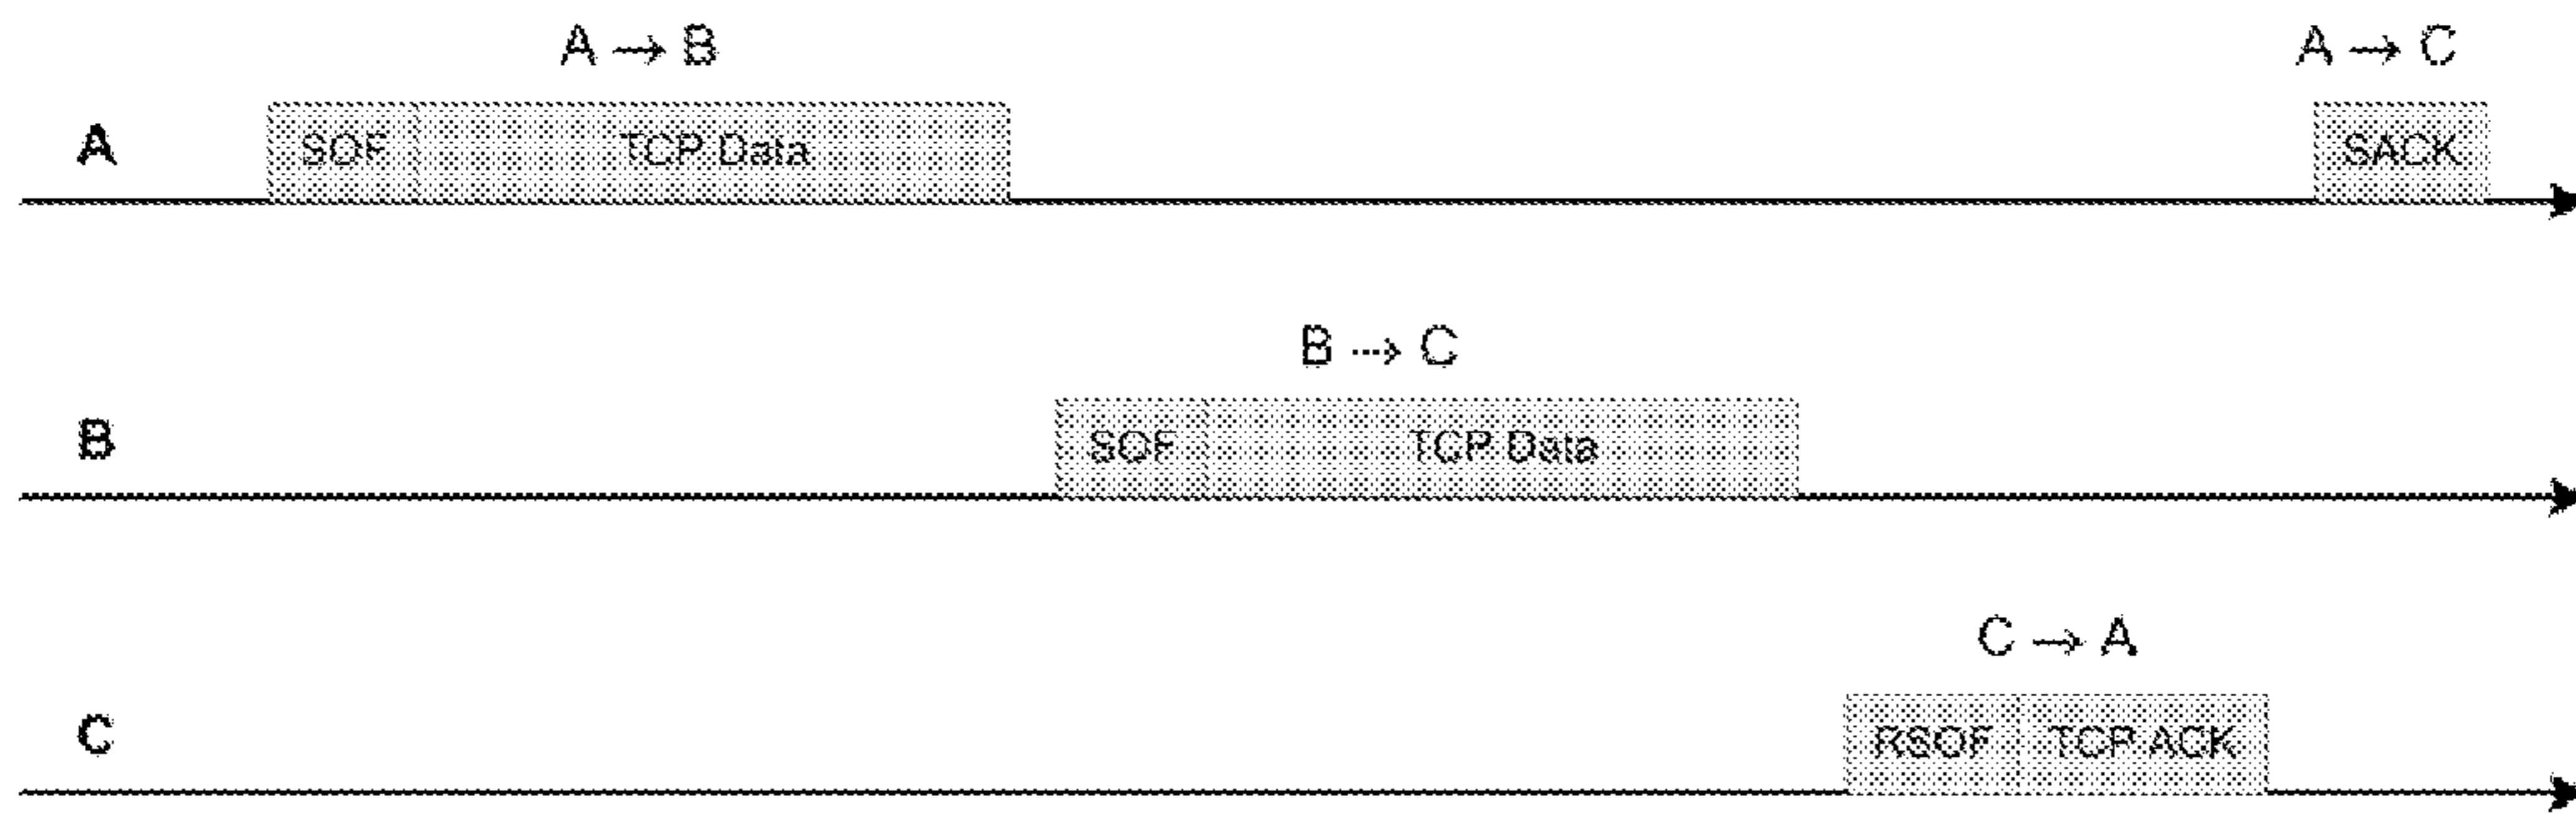 A → B
A → C
A
SOF
TCP Data
SACK
B → C
B
SOF
TCP Data
C → A
C
RSOF
TCP ACK